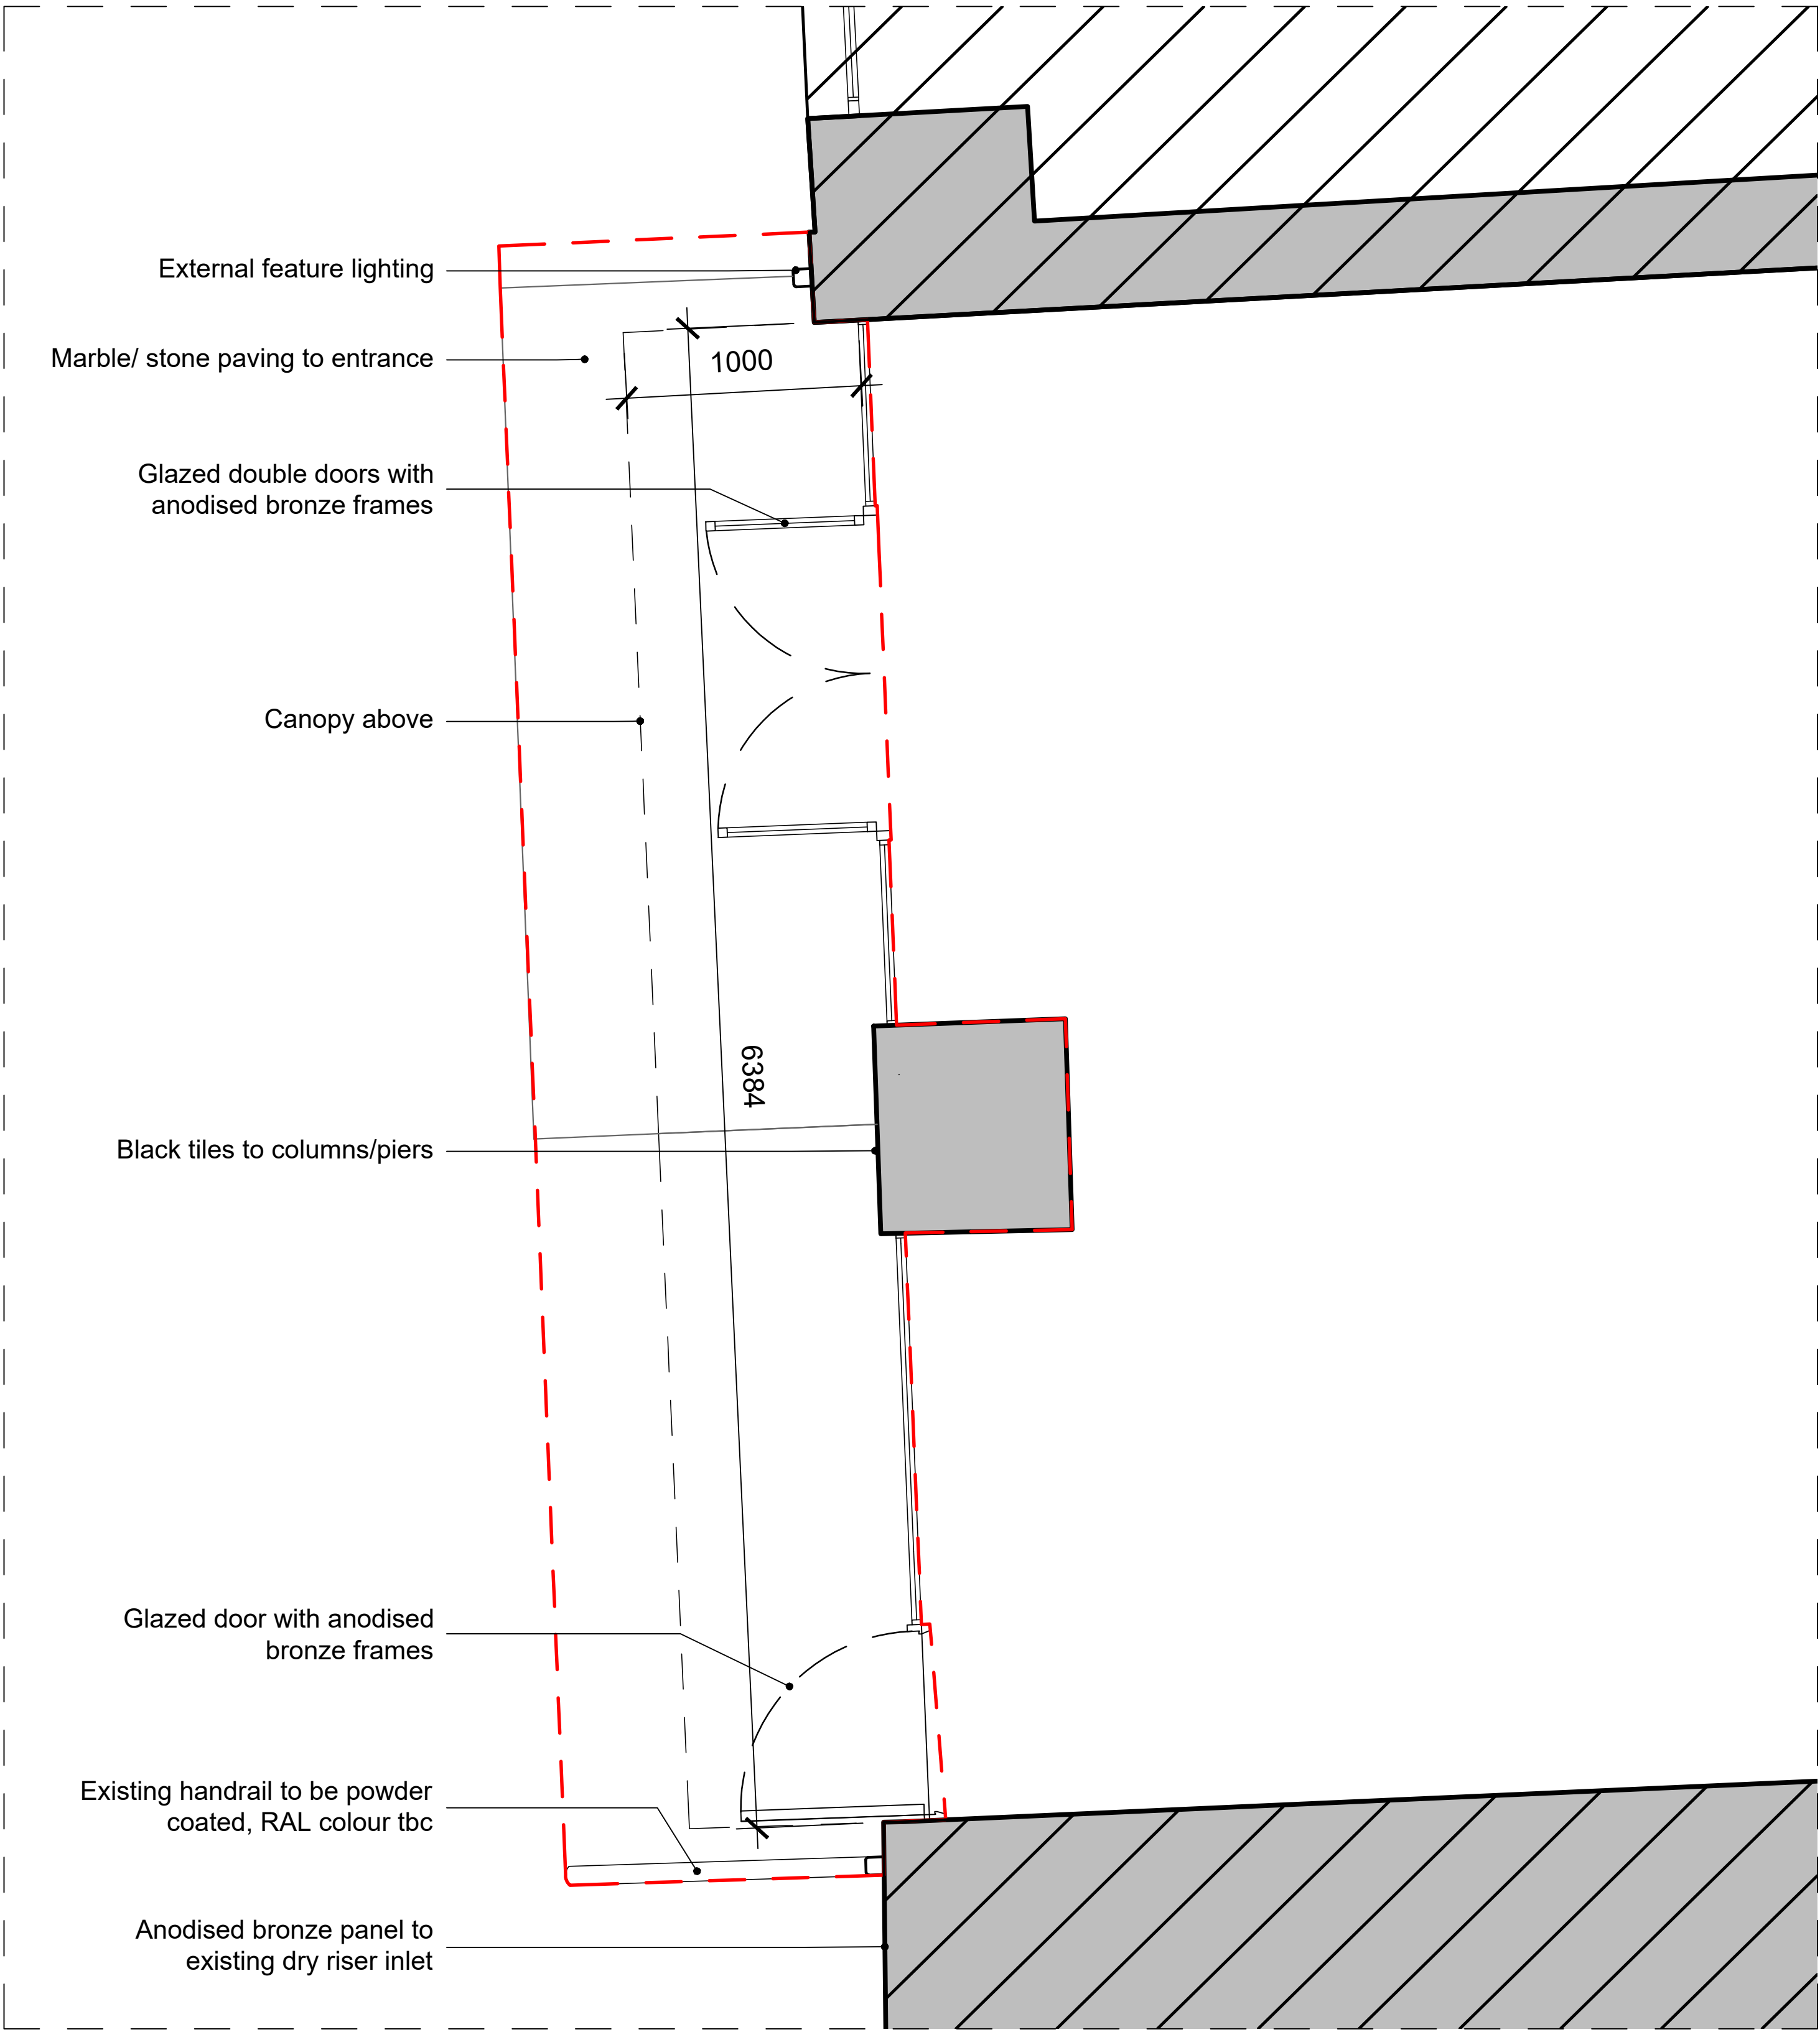 External feature lighting
Marble/ stone paving to entrance
1000
Glazed double doors with
anodised bronze frames
Canopy above
6384
Black tiles to columns/piers
Glazed door with anodised
bronze frames
Existing handrail to be powder
coated, RAL colour tbc
Anodised bronze panel to
existing dry riser inlet